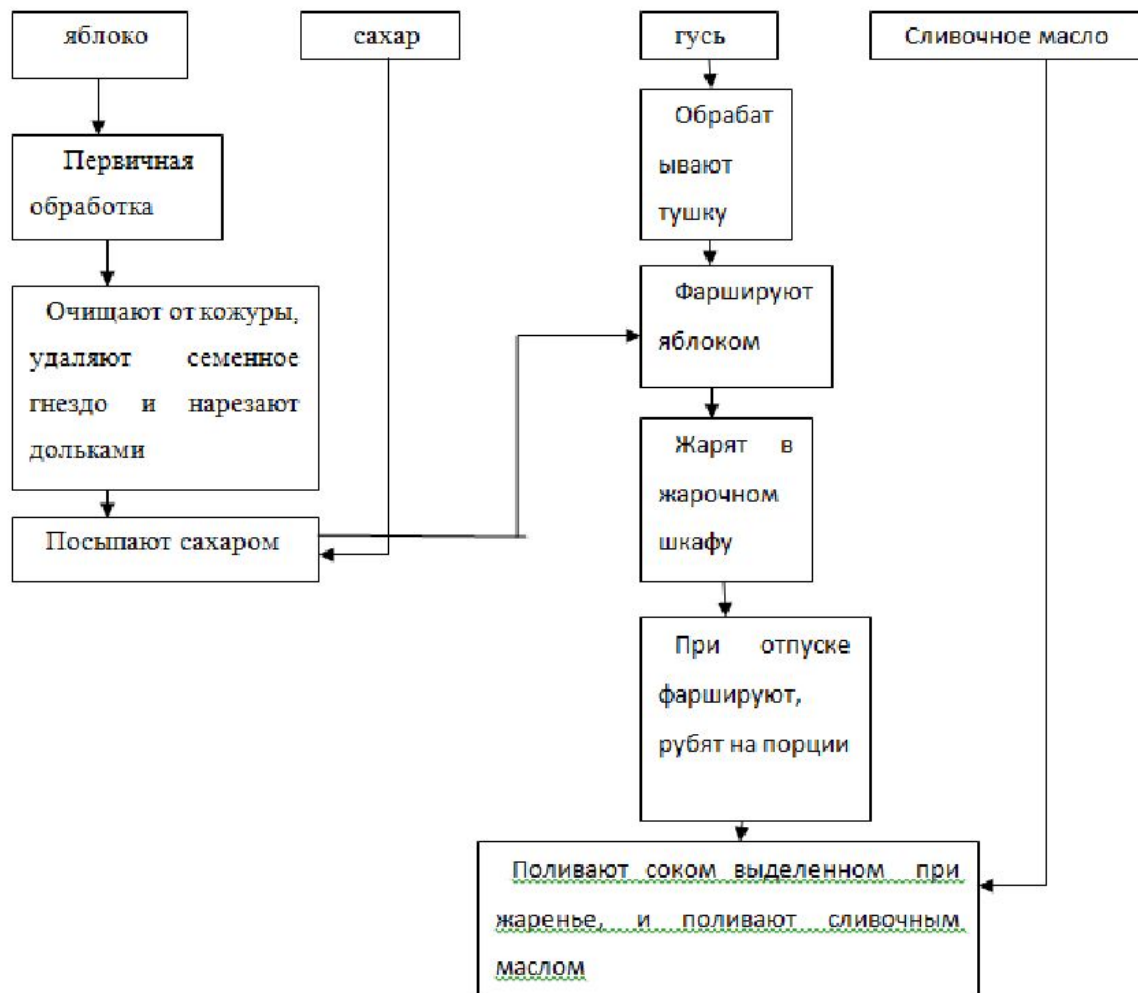 яблоко
сахар
гусь
Сливочное масло
Первичная
обработка
Очищают от кожуры,
удаляют семенное
гнездо и нарезают
дольками
Посыпают сахаром
Обрабат
ывают
тушку
Фаршируют
яблоком
Жарят в
жарочном
шкафу
При отпуске
фаршируют,
рубят на порции
Поливают соком выделенном при
жаренье, и поливают сливочным
маслом